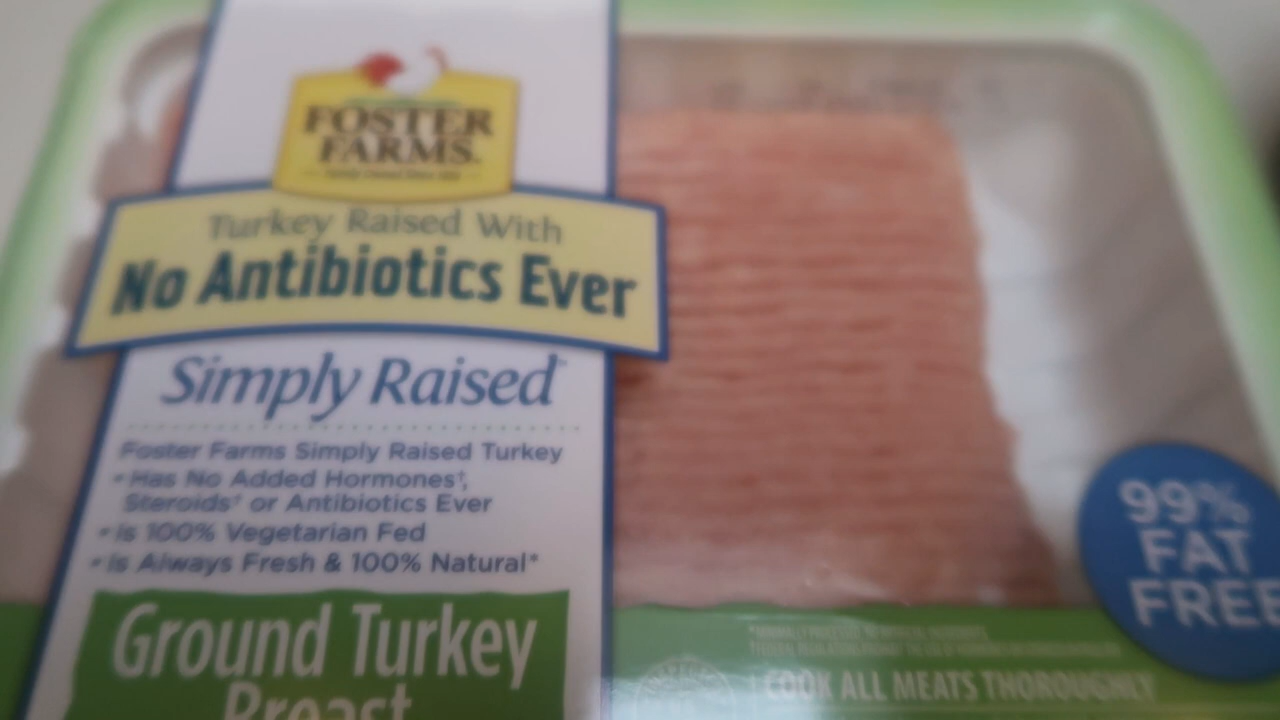 FOSTER
FARMS
Turkey Raised With
No Antibiotics Ever
Simply Raised™
Foster Farms Simply Raised Turkey
- Has No Added Hormones†,
Steroids† or Antibiotics Ever
- Is 100% Vegetarian Fed
- Is Always Fresh & 100% Natural*
Ground Turkey
Breast
99%
FAT
FREE
COOK ALL MEATS THOROUGHLY